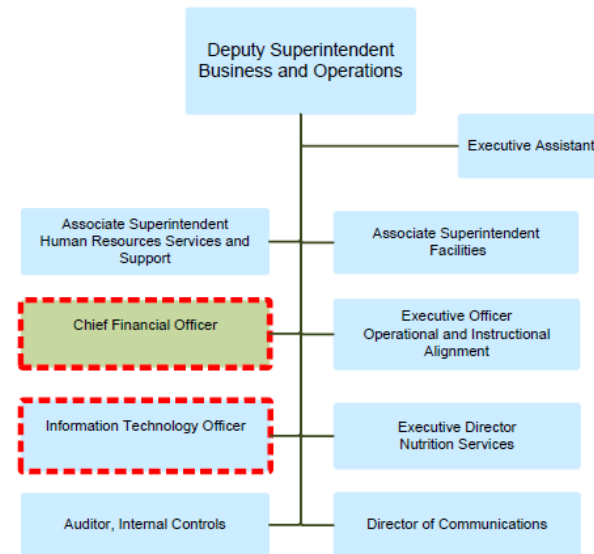 Deputy Superintendent
Business and Operations
Executive Assistant
Associate Superintendent
Human Resources Services and
Support
Associate Superintendent
Facilities
Chief Financial Officer
Executive Officer
Operational and Instructional
Alignment
Information Technology Officer
Executive Director
Nutrition Services
Auditor, Internal Controls
Director of Communications